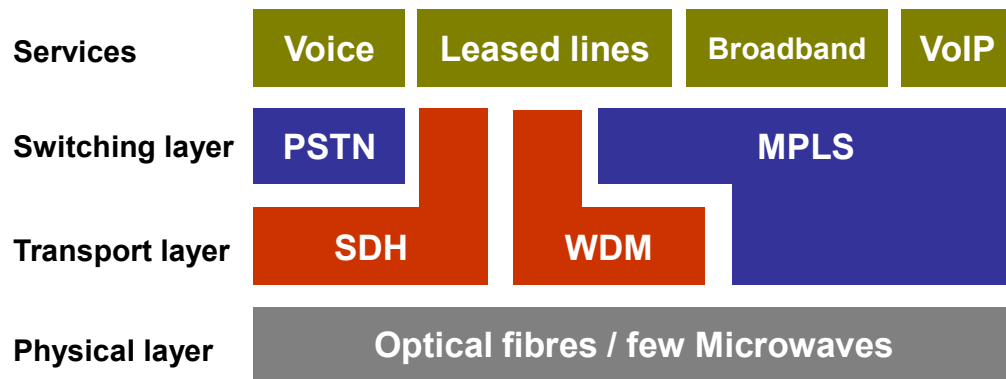 Services
Voice
Leased lines
Broadband
VoIP
Switching layer
PSTN
MPLS
Transport layer
SDH
WDM
Physical layer
Optical fibres / few Microwaves